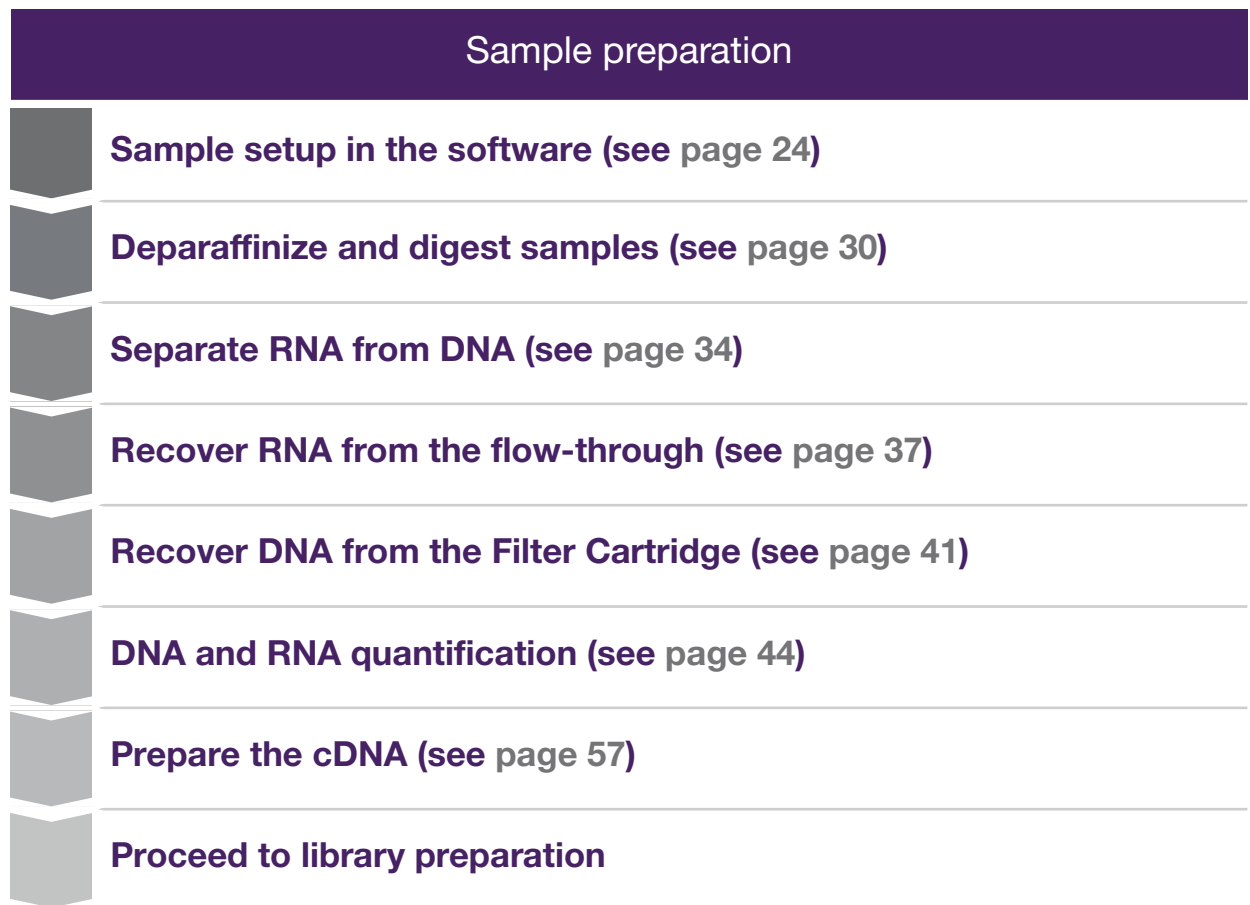 Sample preparation
Sample setup in the software (see page 24)
Deparaffinize and digest samples (see page 30)
Separate RNA from DNA (see page 34)
Recover RNA from the flow-through (see page 37)
Recover DNA from the Filter Cartridge (see page 41)
DNA and RNA quantification (see page 44)
Prepare the cDNA (see page 57)
Proceed to library preparation